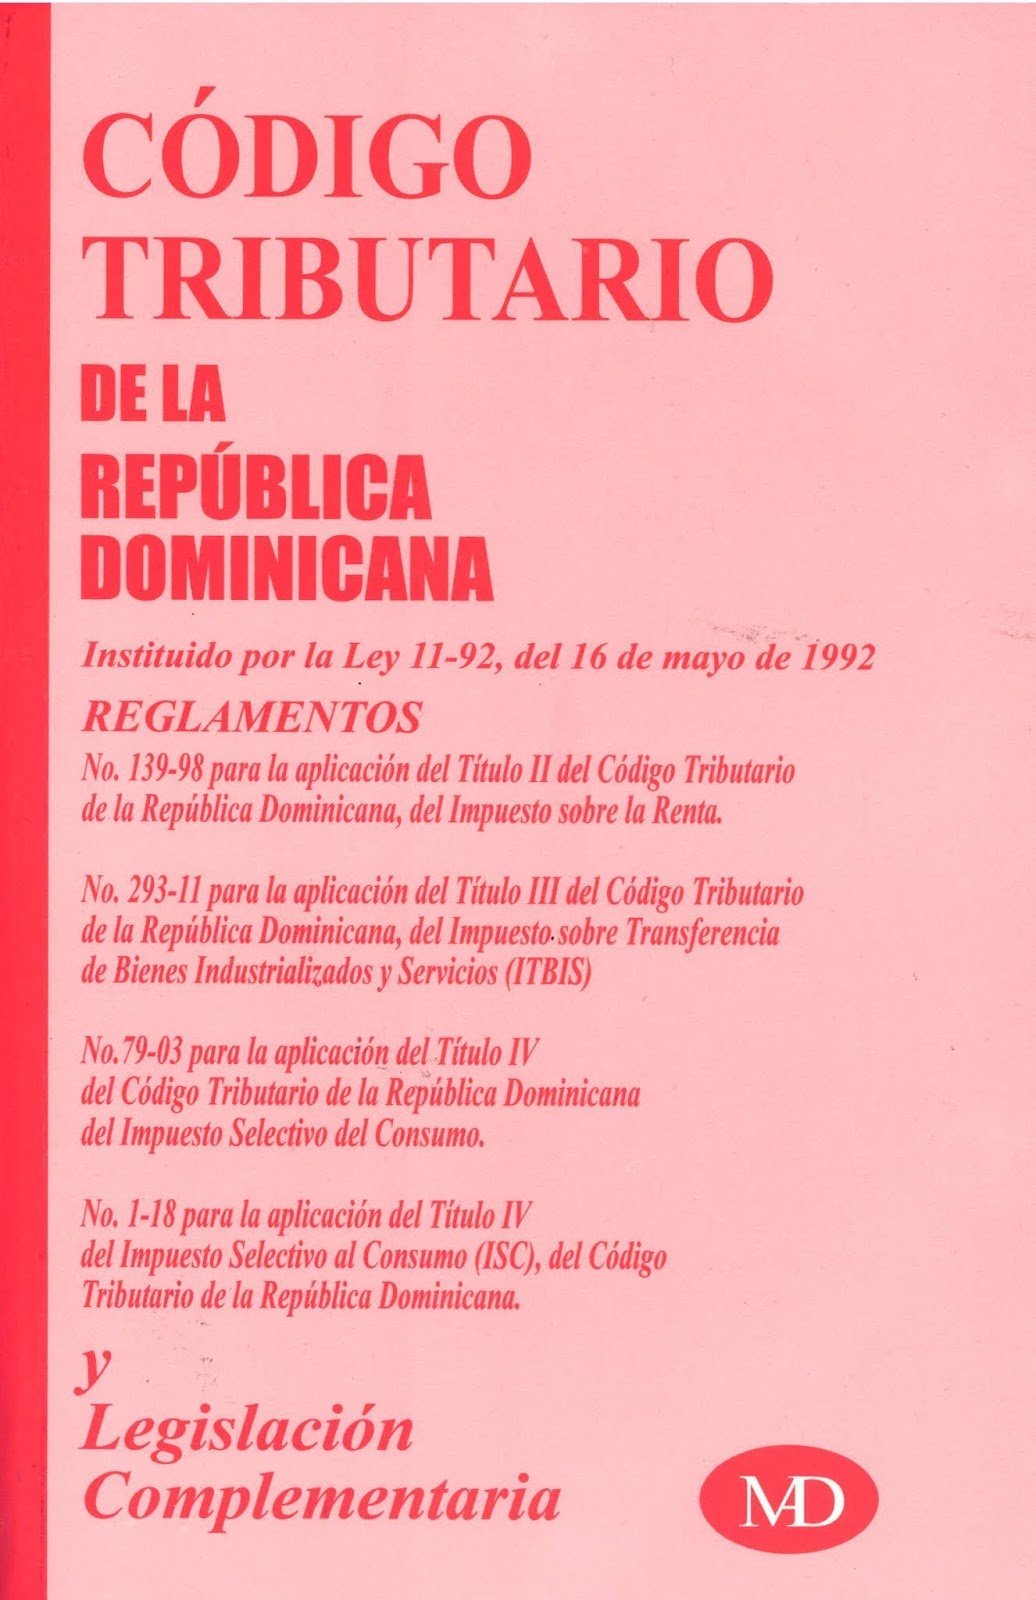 CÓDIGO
TRIBUTARIO
DE LA
REPÚBLICA
DOMINICANA
Instituido por la Ley 11-92, del 16 de mayo de 1992
REGLAMENTOS
No. 139-98 para la aplicación del Título II del Código Tributario
de la República Dominicana, del Impuesto sobre la Renta.
No. 293-11 para la aplicación del Título III del Código Tributario
de la República Dominicana, del Impuesto sobre Transferencia
de Bienes Industrializados y Servicios (ITBIS)
No.79-03 para la aplicación del Título IV
del Código Tributario de la República Dominicana
del Impuesto Selectivo del Consumo.
No. 1-18 para la aplicación del Título IV
del Impuesto Selectivo al Consumo (ISC), del Código
Tributario de la República Dominicana.
y
Legislación
Complementaria
MAD